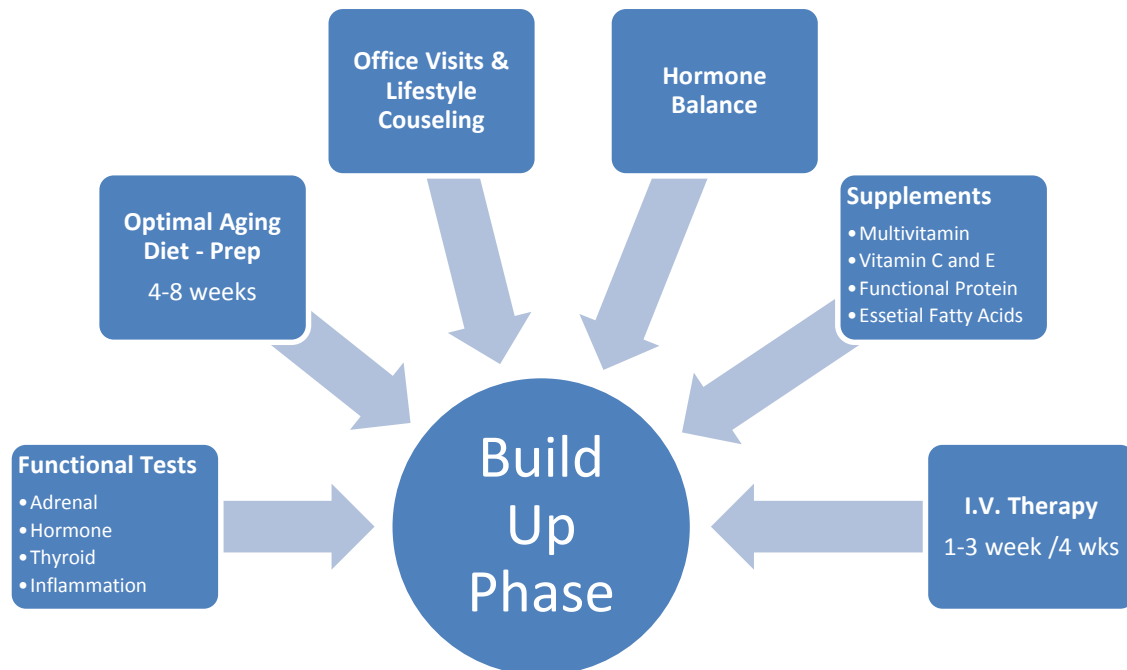 Office Visits &
Lifestyle
Couseling
Hormone
Balance
Optimal Aging
Diet - Prep
4-8 weeks
Supplements
•Multivitamin
•Vitamin C and E
•Functional Protein
•Essetial Fatty Acids
Functional Tests
•Adrenal
•Hormone
•Thyroid
•Inflammation
Build
Up
Phase
I.V. Therapy
1-3 week /4 wks